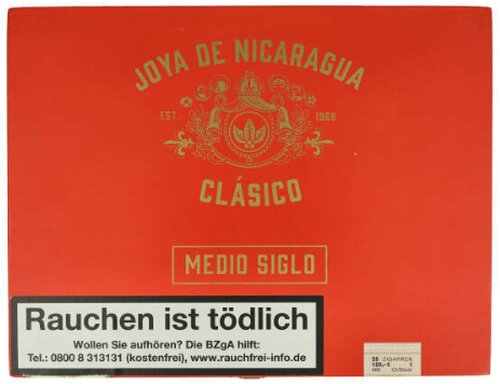 JOYA DE NICARAGUA
EST. 1968
CLÁSICO
MEDIO SIGLO
Rauchen ist tödlich
Wollen Sie aufhören? Die BZgA hilft:
Tel.: 0800 8 313131 (kostenfrei), www.rauchfrei-info.de
ZIGARREN
120,- €